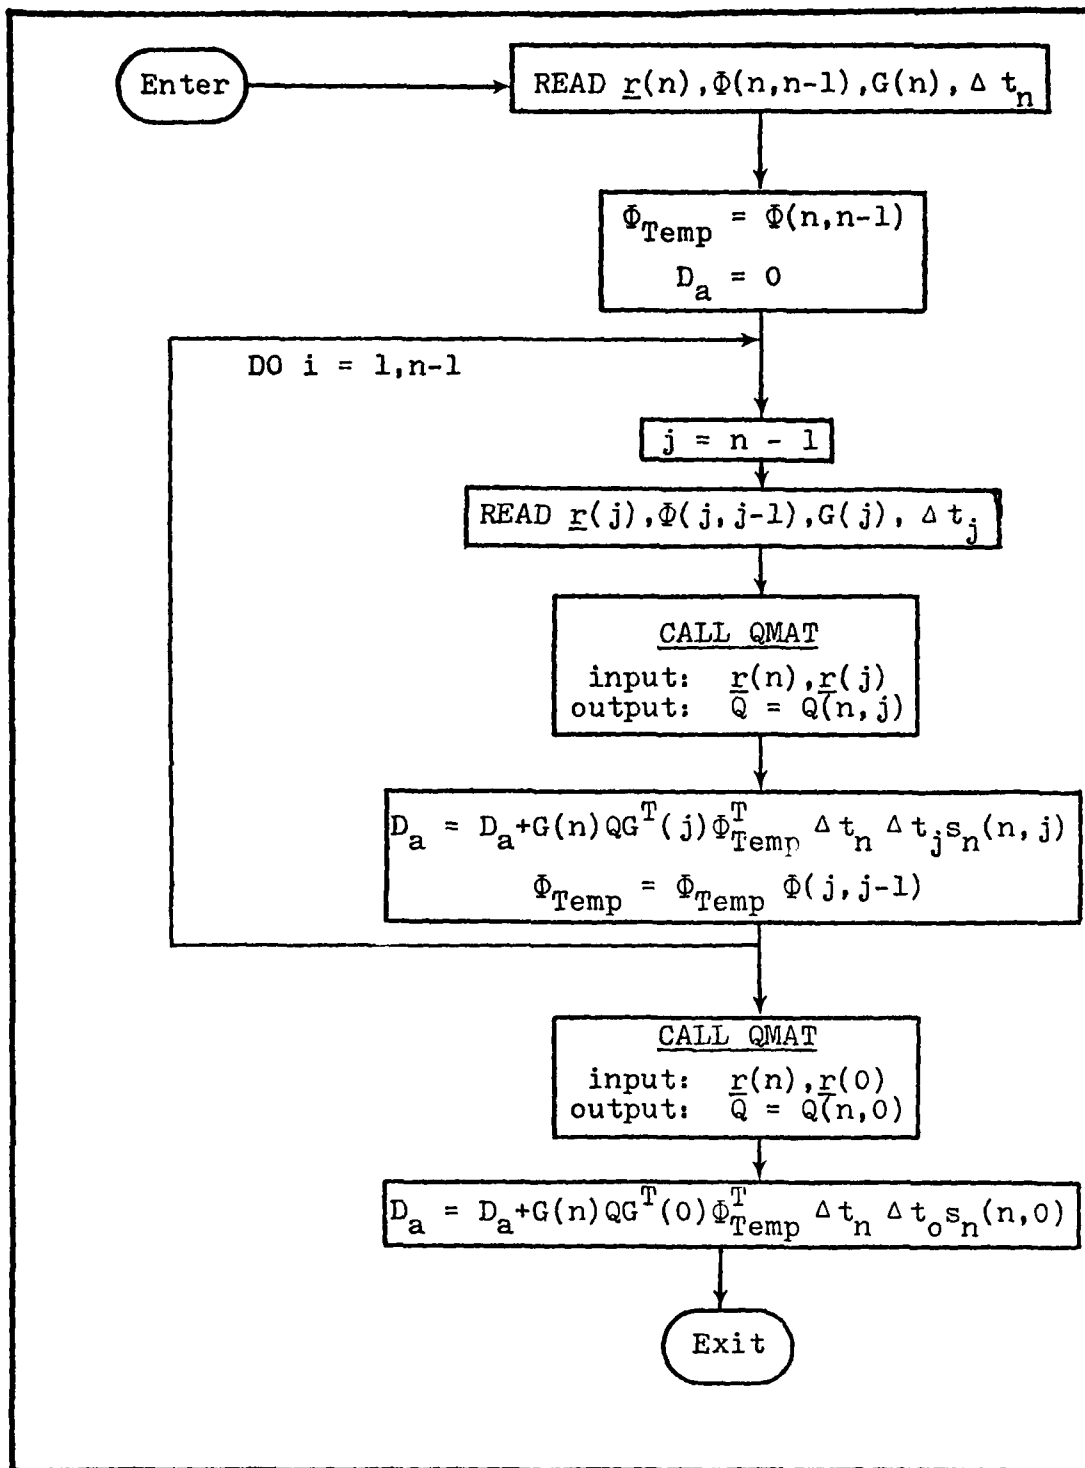 Enter
READ r(n),Φ(n,n-1),G(n), Δ t_n
Φ_Temp = Φ(n,n-1)
D_a = 0
DO i = 1,n-1
j = n - 1
READ r(j),Φ(j,j-1),G(j), Δ t_j
CALL QMAT
input: r(n),r(j)
output: Q = Q(n,j)
D_a = D_a+G(n)QG^T(j)Φ^T_Temp Δ t_n Δ t_j s_n(n,j)
Φ_Temp = Φ_Temp Φ(j,j-1)
CALL QMAT
input: r(n),r(0)
output: Q = Q(n,0)
D_a = D_a+G(n)QG^T(0)Φ^T_Temp Δ t_n Δ t_o s_n(n,0)
Exit